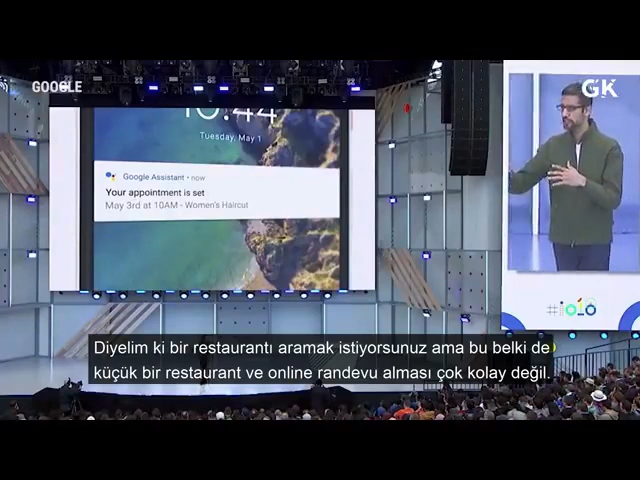 GOOGLE
GK
10:44
Tuesday, May 1
Google Assistant • now
Your appointment is set
May 3rd at 10AM - Women's Haircut
#io18
Diyelim ki bir restaurantı aramak istiyorsunuz ama bu belki de
küçük bir restaurant ve online randevu alması çok kolay değil.